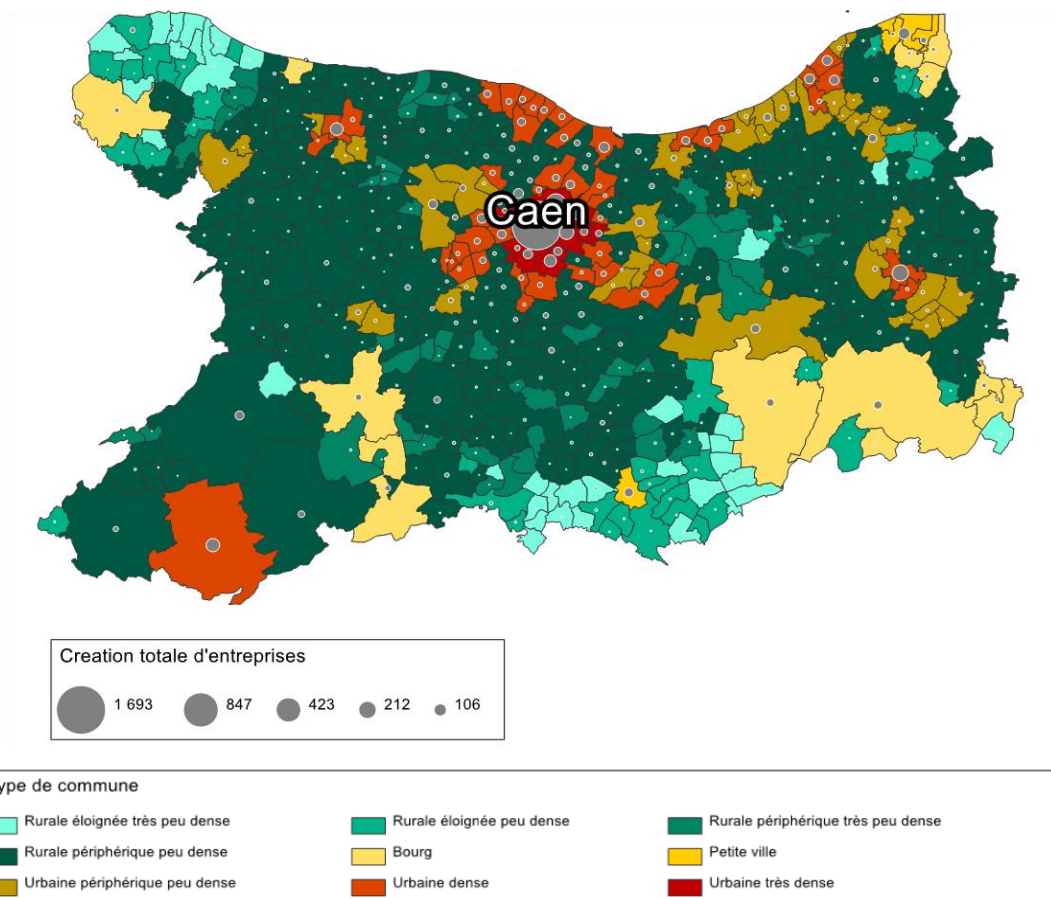 Caen
Creation totale d'entreprises
1 693 847 423 212 106
ype de commune
Rurale éloignée très peu dense Rurale éloignée peu dense Rurale périphérique très peu dense
Rurale périphérique peu dense Bourg Petite ville
Urbaine périphérique peu dense Urbaine dense Urbaine très dense